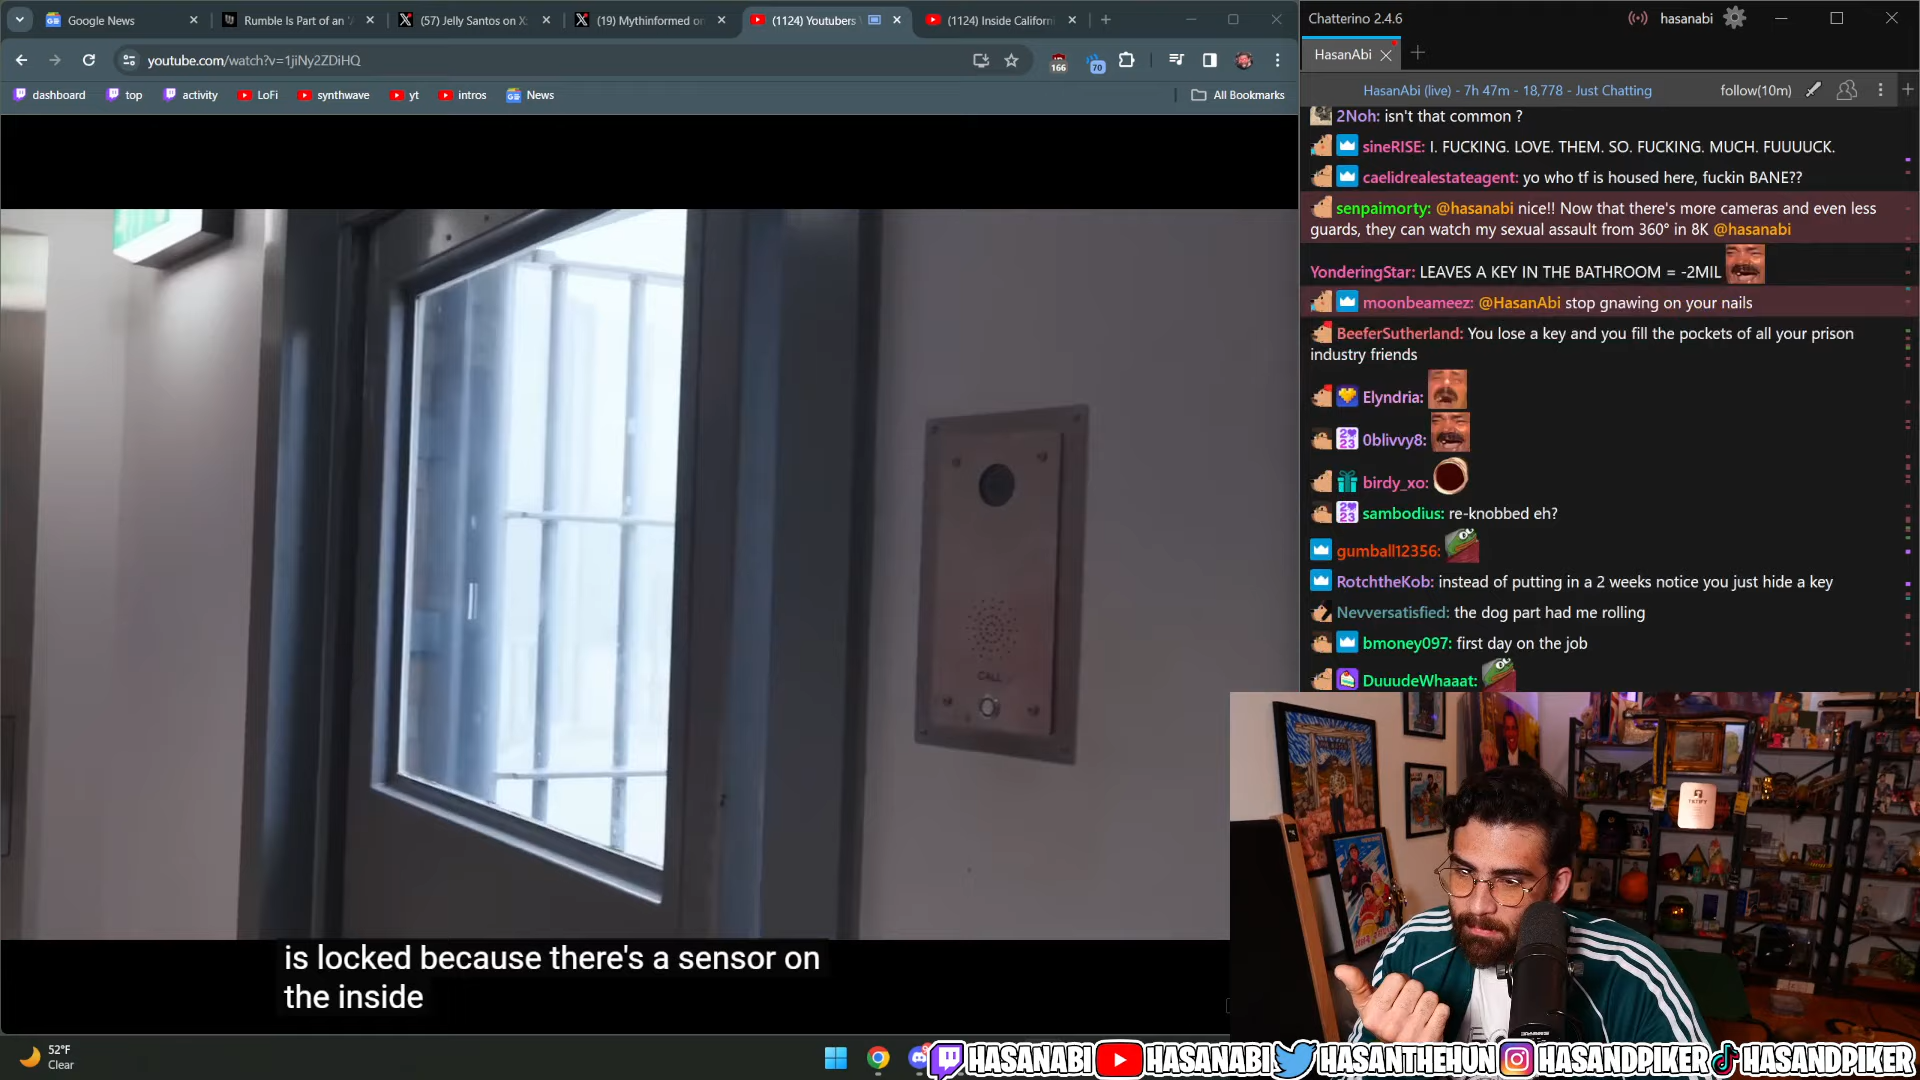 Google News
Rumble Is Part of an '
(57) Jelly Santos on X
(19) Mythinformed on
(1124) Youtubers
(1124) Inside Californi
youtube.com/watch?v=1jiNy2ZDiHQ
166
70
dashboard
top
activity
LoFi
synthwave
yt
intros
News
All Bookmarks
CALL
is locked because there's a sensor on
the inside
Chatterino 2.4.6
hasanabi
HasanAbi
HasanAbi (live) - 7h 47m - 18,778 - Just Chatting
follow(10m)
2Noh: isn't that common ?
sineRISE: I. FUCKING. LOVE. THEM. SO. FUCKING. MUCH. FUUUUCK.
caelidrealestateagent: yo who tf is housed here, fuckin BANE??
senpaimorty: @hasanabi nice!! Now that there's more cameras and even less
guards, they can watch my sexual assault from 360° in 8K @hasanabi
YonderingStar: LEAVES A KEY IN THE BATHROOM = -2MIL
moonbeameez: @HasanAbi stop gnawing on your nails
BeeferSutherland: You lose a key and you fill the pockets of all your prison
industry friends
Elyndria:
0blivvy8:
birdy_xo:
sambodius: re-knobbed eh?
gumball12356:
RotchtheKob: instead of putting in a 2 weeks notice you just hide a key
Nevversatisfied: the dog part had me rolling
bmoney097: first day on the job
DuuudeWhaaat:
52°F
Clear
HASANABI
HASANABI
HASANTHEHUN
HASANDPIKER
HASANDPIKER